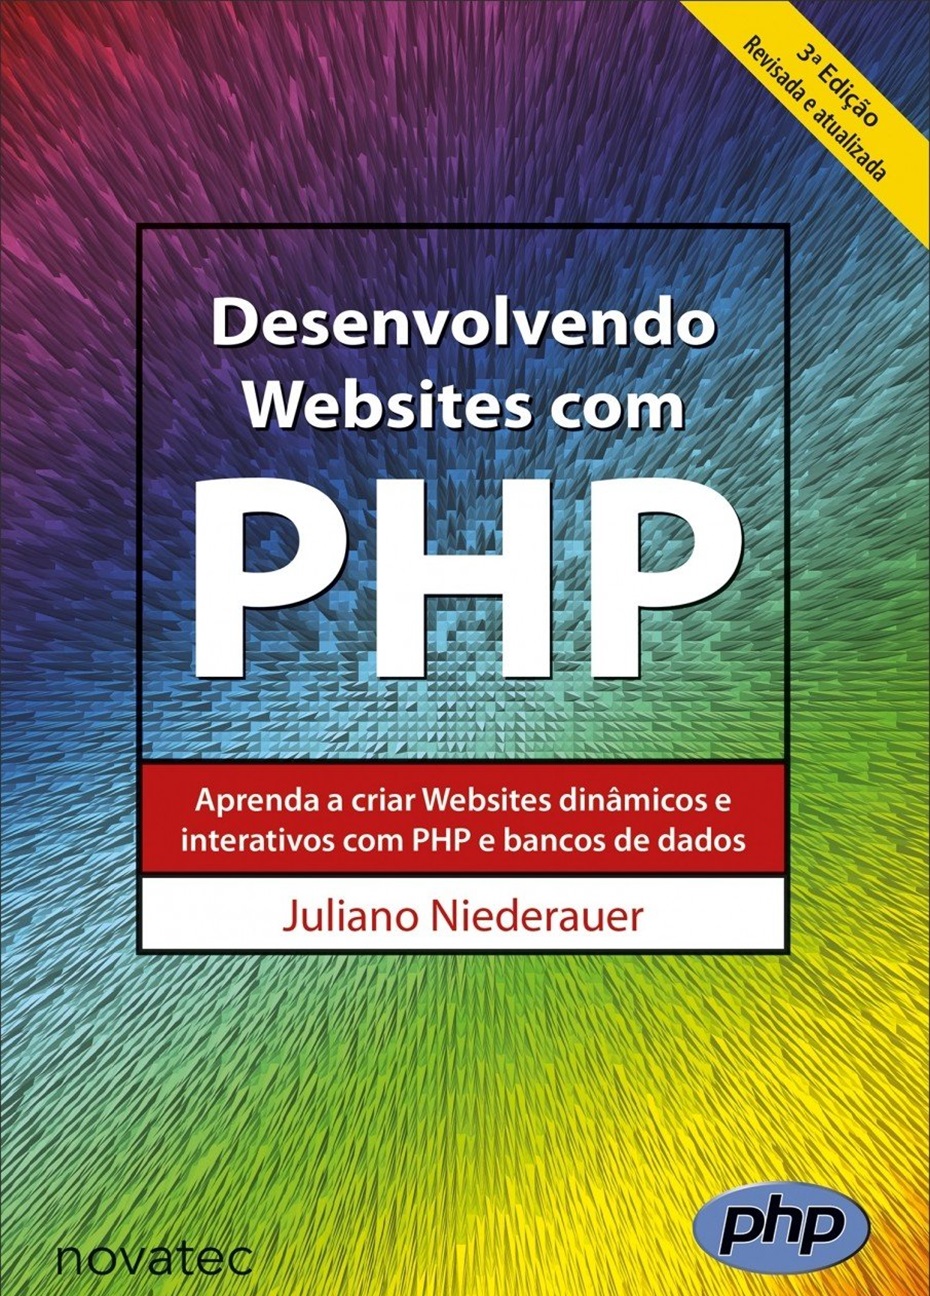 3ª Edição
Revisada e atualizada
Desenvolvendo
Websites com
PHP
Aprenda a criar Websites dinâmicos e
interativos com PHP e bancos de dados
Juliano Niederauer
novatec
php